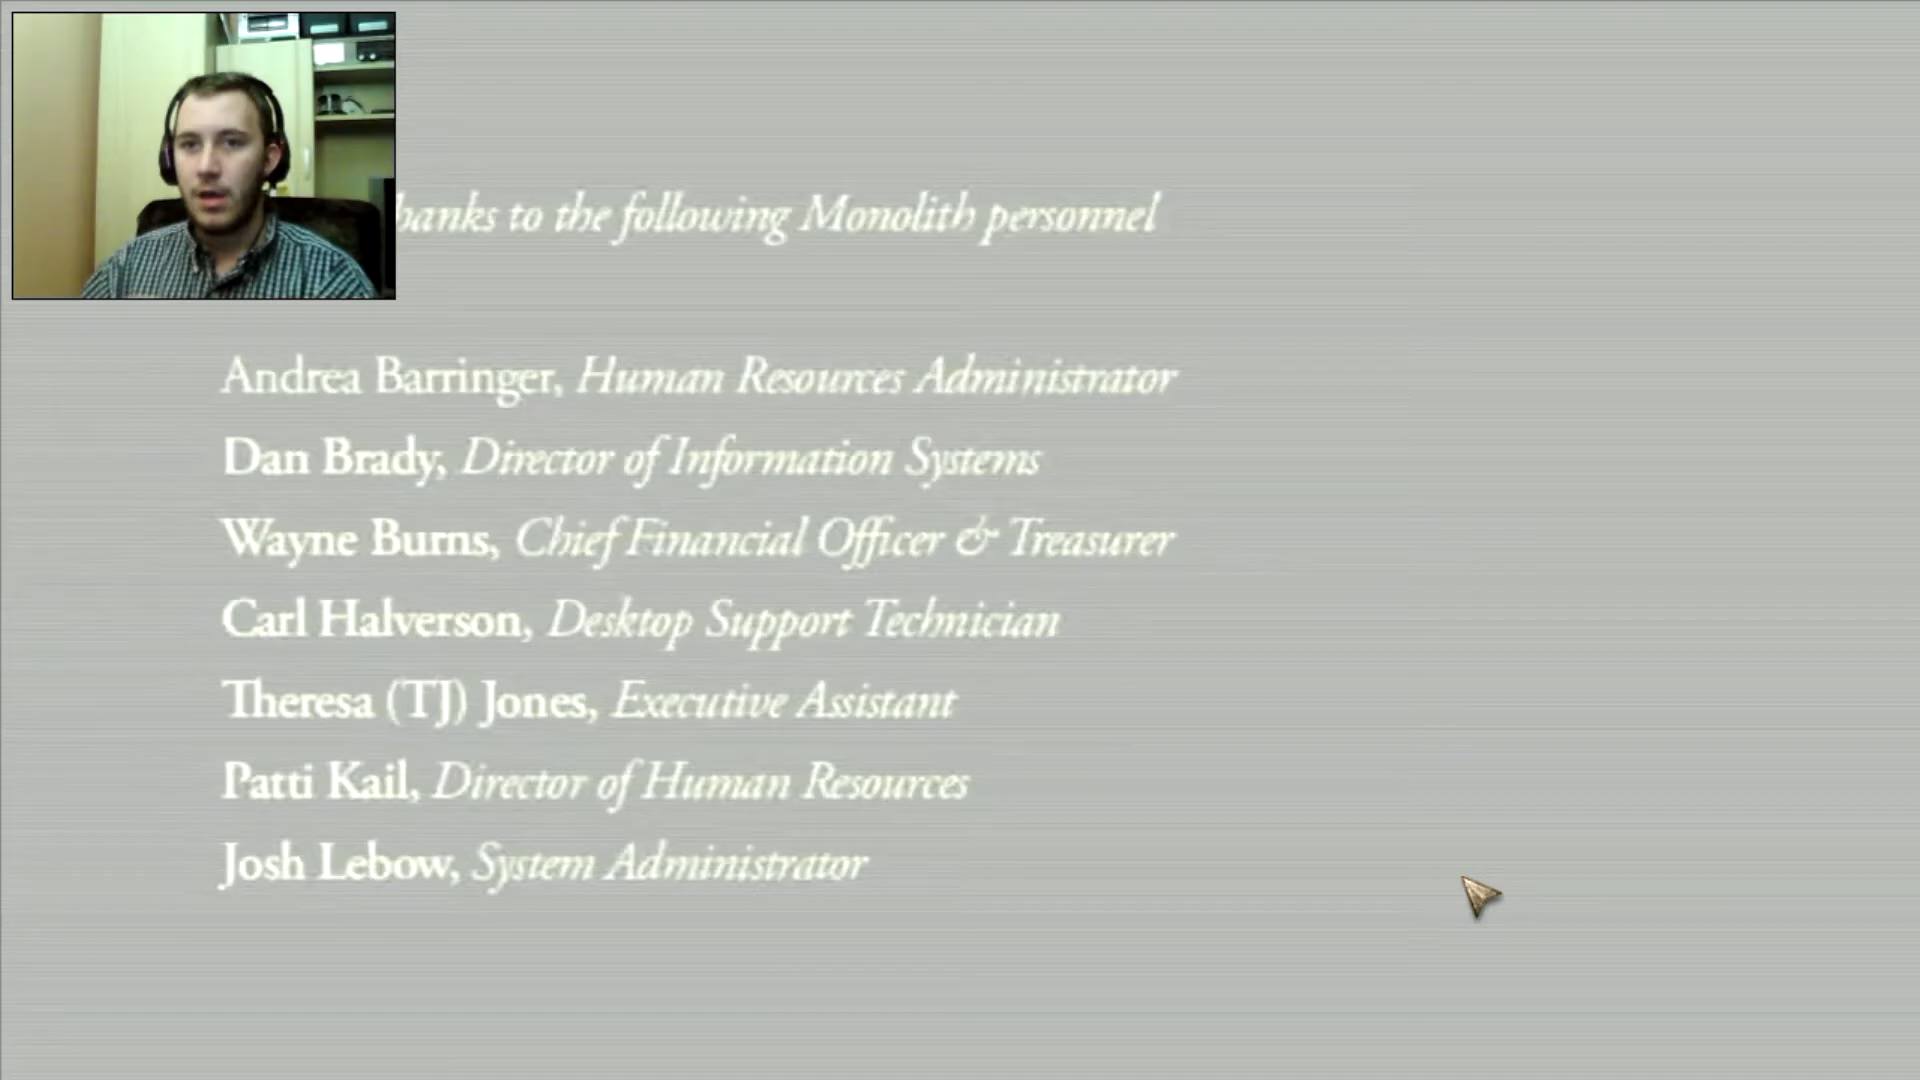 hanks to the following Monolith personnel
Andrea Barringer, Human Resources Administrator
Dan Brady, Director of Information Systems
Wayne Burns, Chief Financial Officer & Treasurer
Carl Halverson, Desktop Support Technician
Theresa (TJ) Jones, Executive Assistant
Patti Kail, Director of Human Resources
Josh Lebow, System Administrator